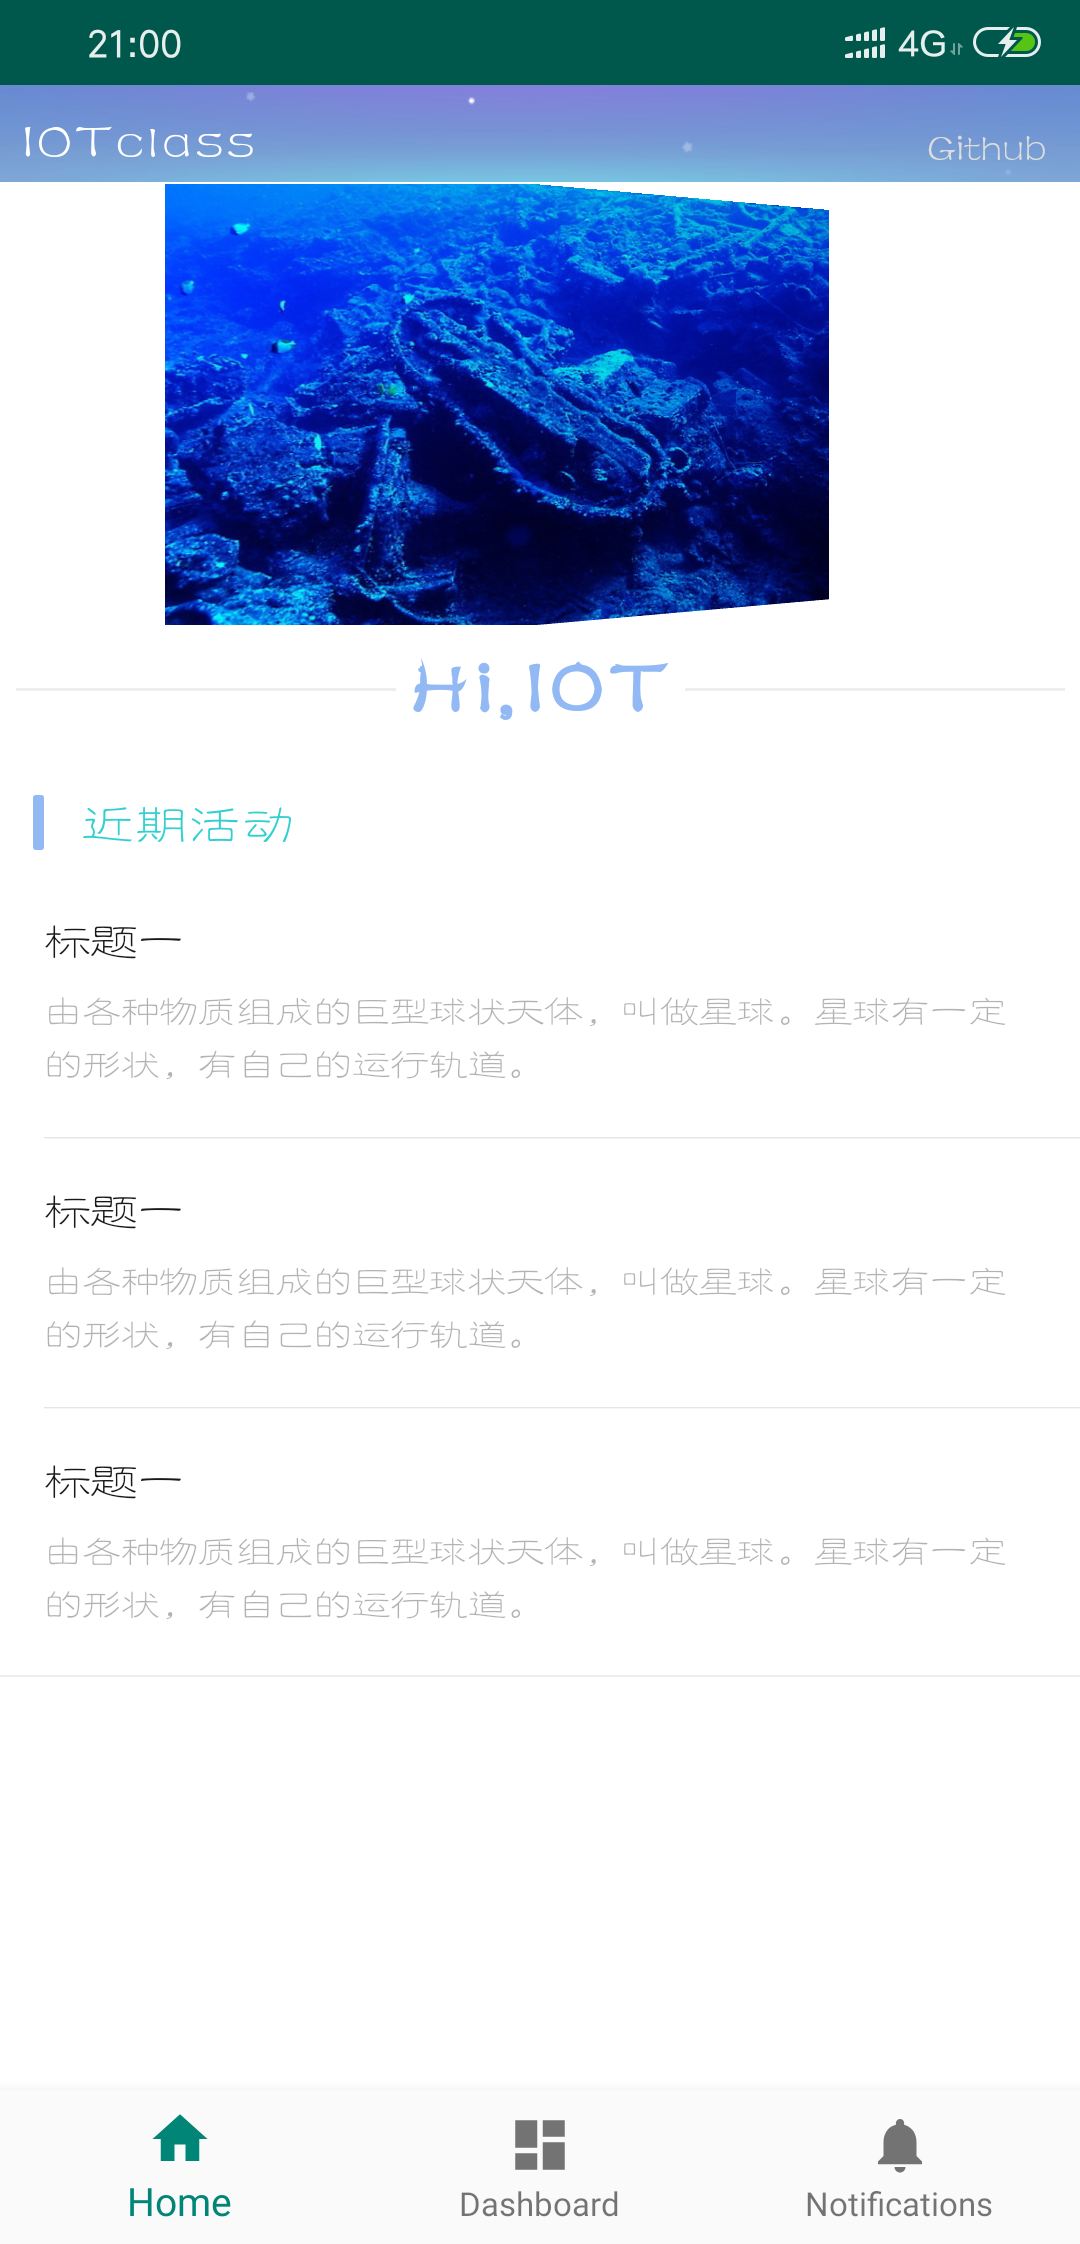 21:00
4G
IOTclass
Github
Hi,IOT
近期活动
标题一
由各种物质组成的巨型球状天体，叫做星球。星球有一定
的形状，有自己的运行轨道。
标题一
由各种物质组成的巨型球状天体，叫做星球。星球有一定
的形状，有自己的运行轨道。
标题一
由各种物质组成的巨型球状天体，叫做星球。星球有一定
的形状，有自己的运行轨道。
Home
Dashboard
Notifications